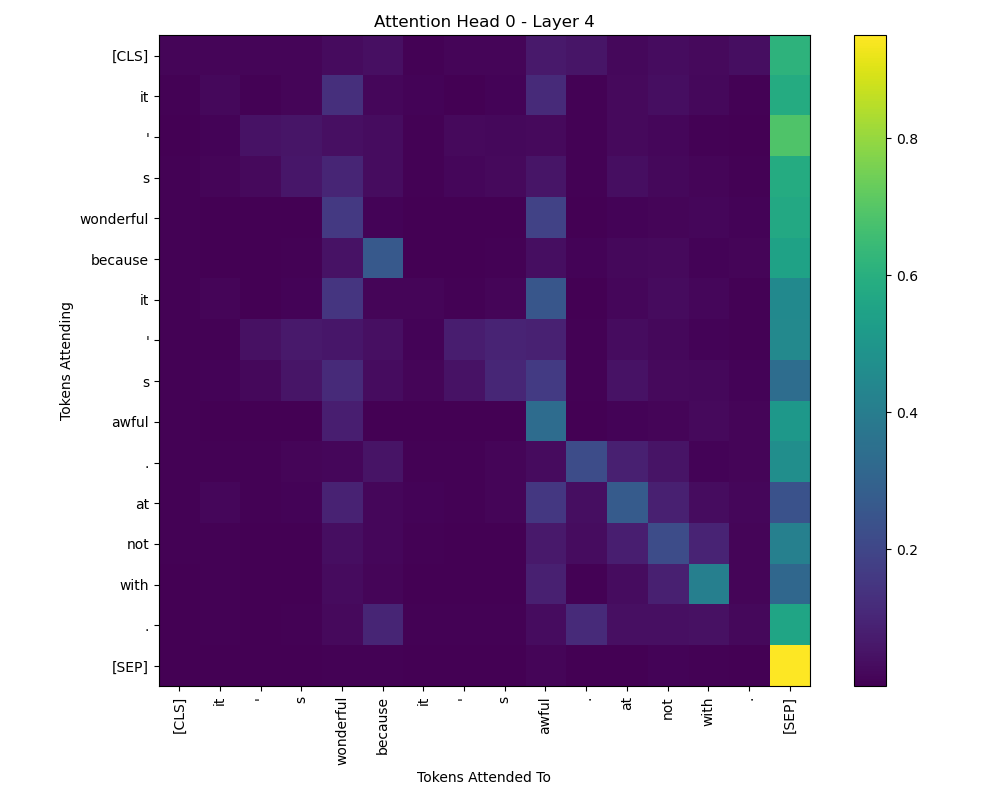 Attention Head 0 - Layer 4
[CLS]
it
'
s
wonderful
because
it
'
s
awful
.
at
not
with
.
[SEP]
Tokens Attending
[CLS]
it
'
s
wonderful
because
it
'
s
awful
.
at
not
with
.
[SEP]
Tokens Attended To
0.8
0.6
0.4
0.2